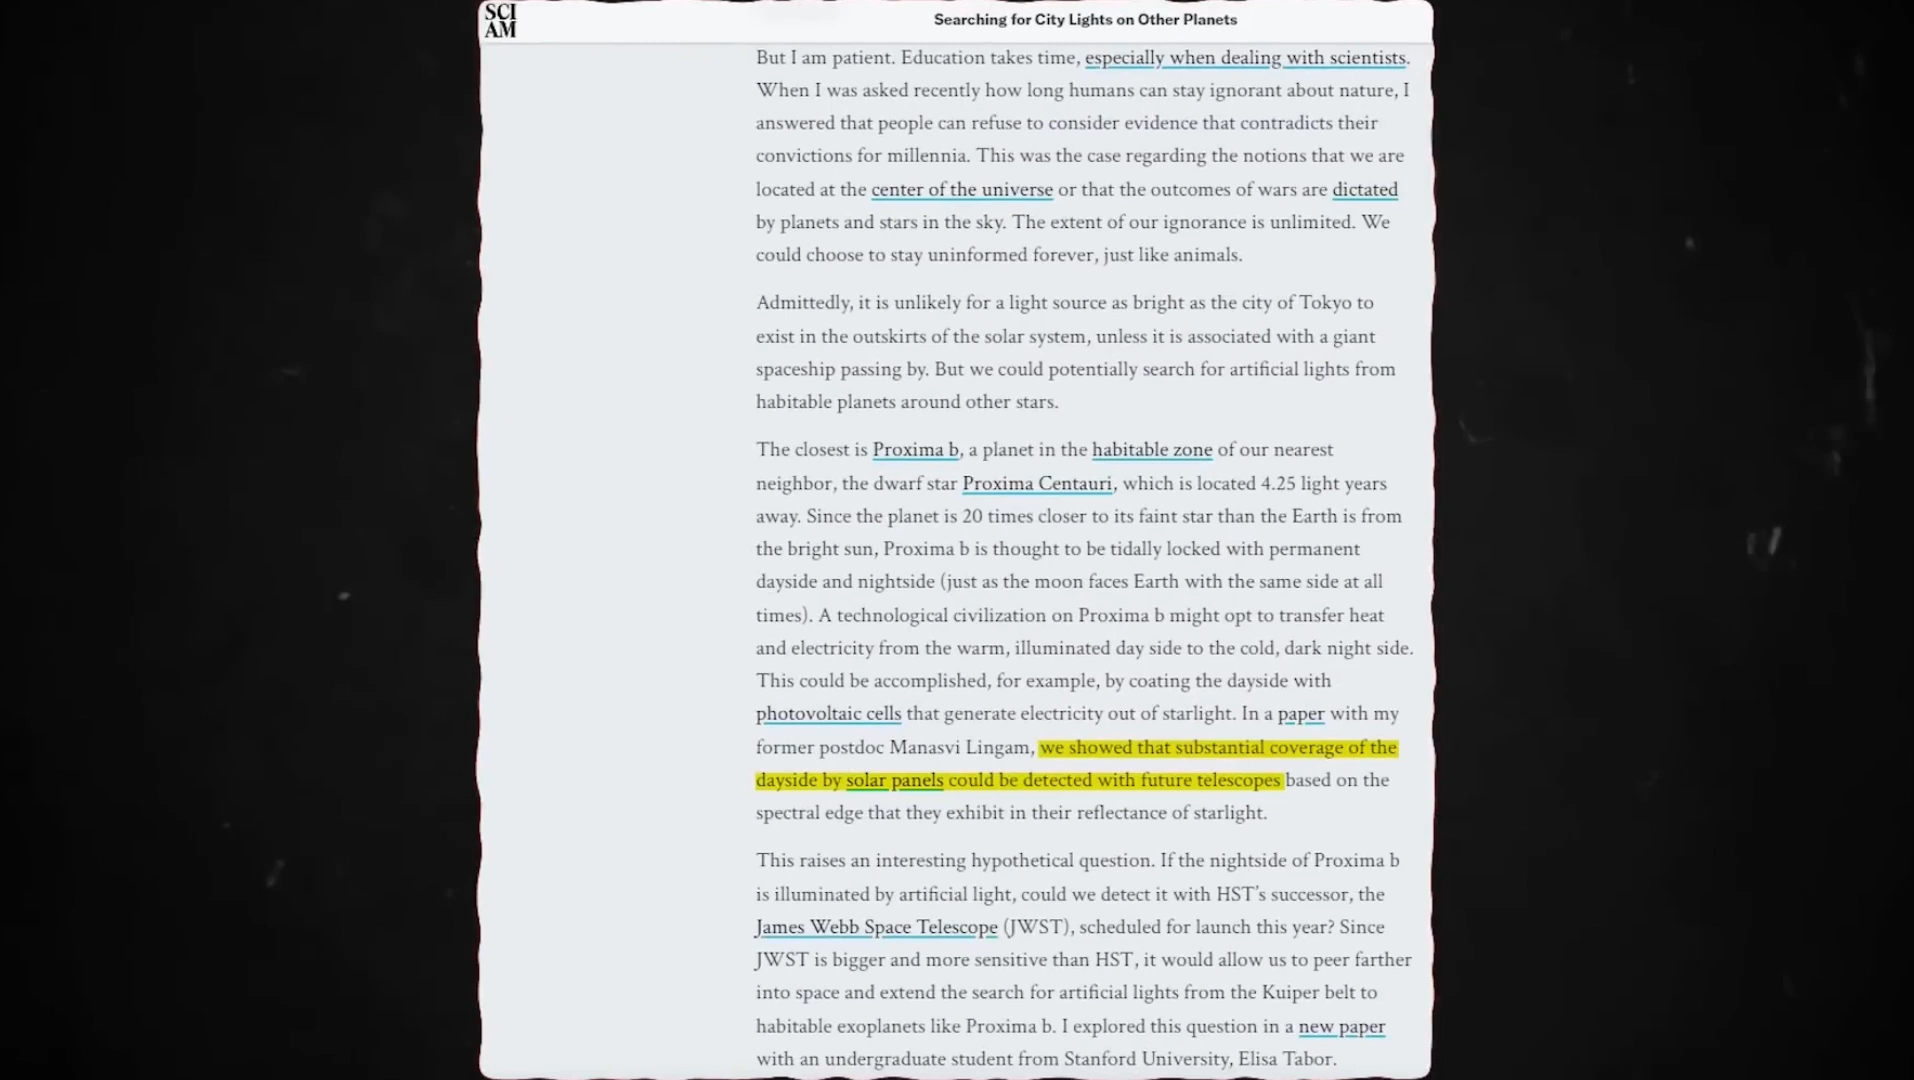 SCI
AM
Searching for City Lights on Other Planets
But I am patient. Education takes time, especially when dealing with scientists.
When I was asked recently how long humans can stay ignorant about nature, I
answered that people can refuse to consider evidence that contradicts their
convictions for millennia. This was the case regarding the notions that we are
located at the center of the universe or that the outcomes of wars are dictated
by planets and stars in the sky. The extent of our ignorance is unlimited. We
could choose to stay uninformed forever, just like animals.
Admittedly, it is unlikely for a light source as bright as the city of Tokyo to
exist in the outskirts of the solar system, unless it is associated with a giant
spaceship passing by. But we could potentially search for artificial lights from
habitable planets around other stars.
The closest is Proxima b, a planet in the habitable zone of our nearest
neighbor, the dwarf star Proxima Centauri, which is located 4.25 light years
away. Since the planet is 20 times closer to its faint star than the Earth is from
the bright sun, Proxima b is thought to be tidally locked with permanent
dayside and nightside (just as the moon faces Earth with the same side at all
times). A technological civilization on Proxima b might opt to transfer heat
and electricity from the warm, illuminated day side to the cold, dark night side.
This could be accomplished, for example, by coating the dayside with
photovoltaic cells that generate electricity out of starlight. In a paper with my
former postdoc Manasvi Lingam, we showed that substantial coverage of the
dayside by solar panels could be detected with future telescopes based on the
spectral edge that they exhibit in their reflectance of starlight.
This raises an interesting hypothetical question. If the nightside of Proxima b
is illuminated by artificial light, could we detect it with HST's successor, the
James Webb Space Telescope (JWST), scheduled for launch this year? Since
JWST is bigger and more sensitive than HST, it would allow us to peer farther
into space and extend the search for artificial lights from the Kuiper belt to
habitable exoplanets like Proxima b. I explored this question in a new paper
with an undergraduate student from Stanford University, Elisa Tabor.